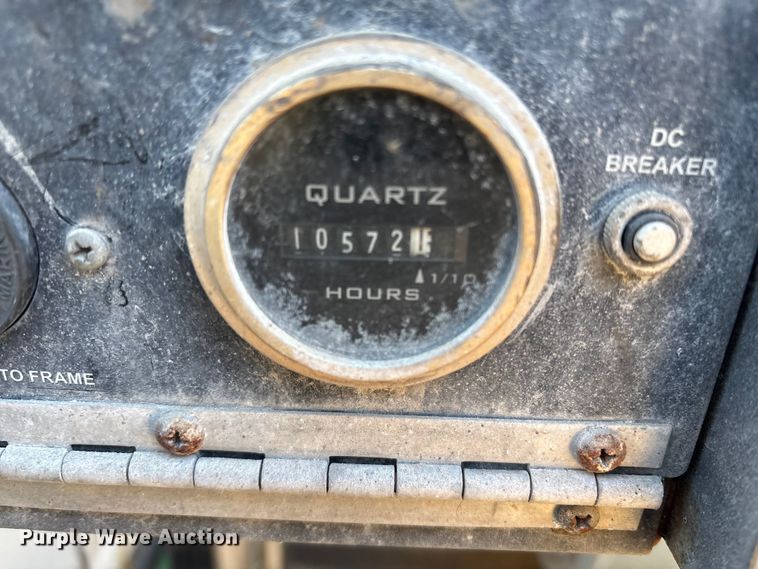 DC
BREAKER
QUARTZ
10572
1/10
HOURS
TO FRAME
Purple Wave Auction